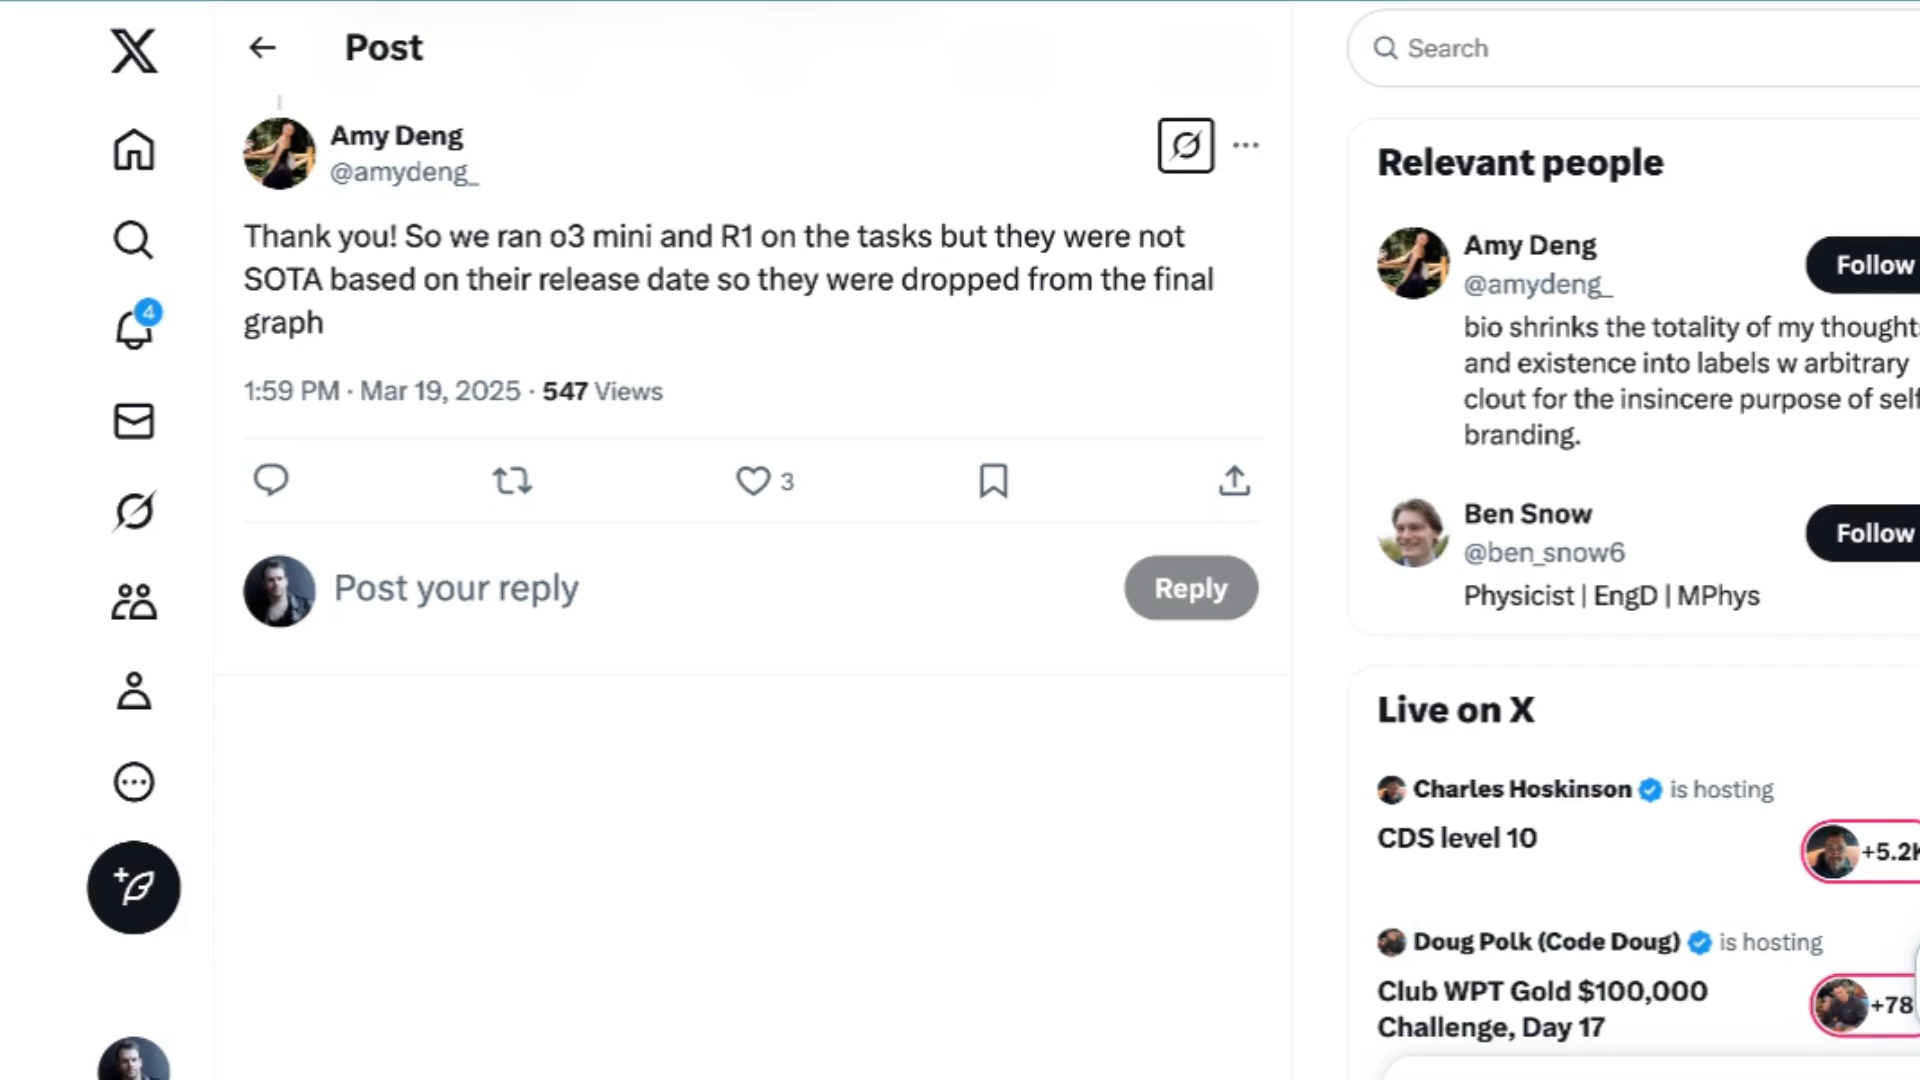 Post
Amy Deng
@amydeng_
Thank you! So we ran o3 mini and R1 on the tasks but they were not
SOTA based on their release date so they were dropped from the final
graph
1:59 PM · Mar 19, 2025 · 547 Views
3
Post your reply
Reply
4
Search
Relevant people
Amy Deng
@amydeng_
Follow
bio shrinks the totality of my thoughts
and existence into labels w arbitrary
clout for the insincere purpose of self
branding.
Ben Snow
@ben_snow6
Follow
Physicist | EngD | MPhys
Live on X
Charles Hoskinson is hosting
CDS level 10
+5.2K
Doug Polk (Code Doug) is hosting
Club WPT Gold $100,000
Challenge, Day 17
+78